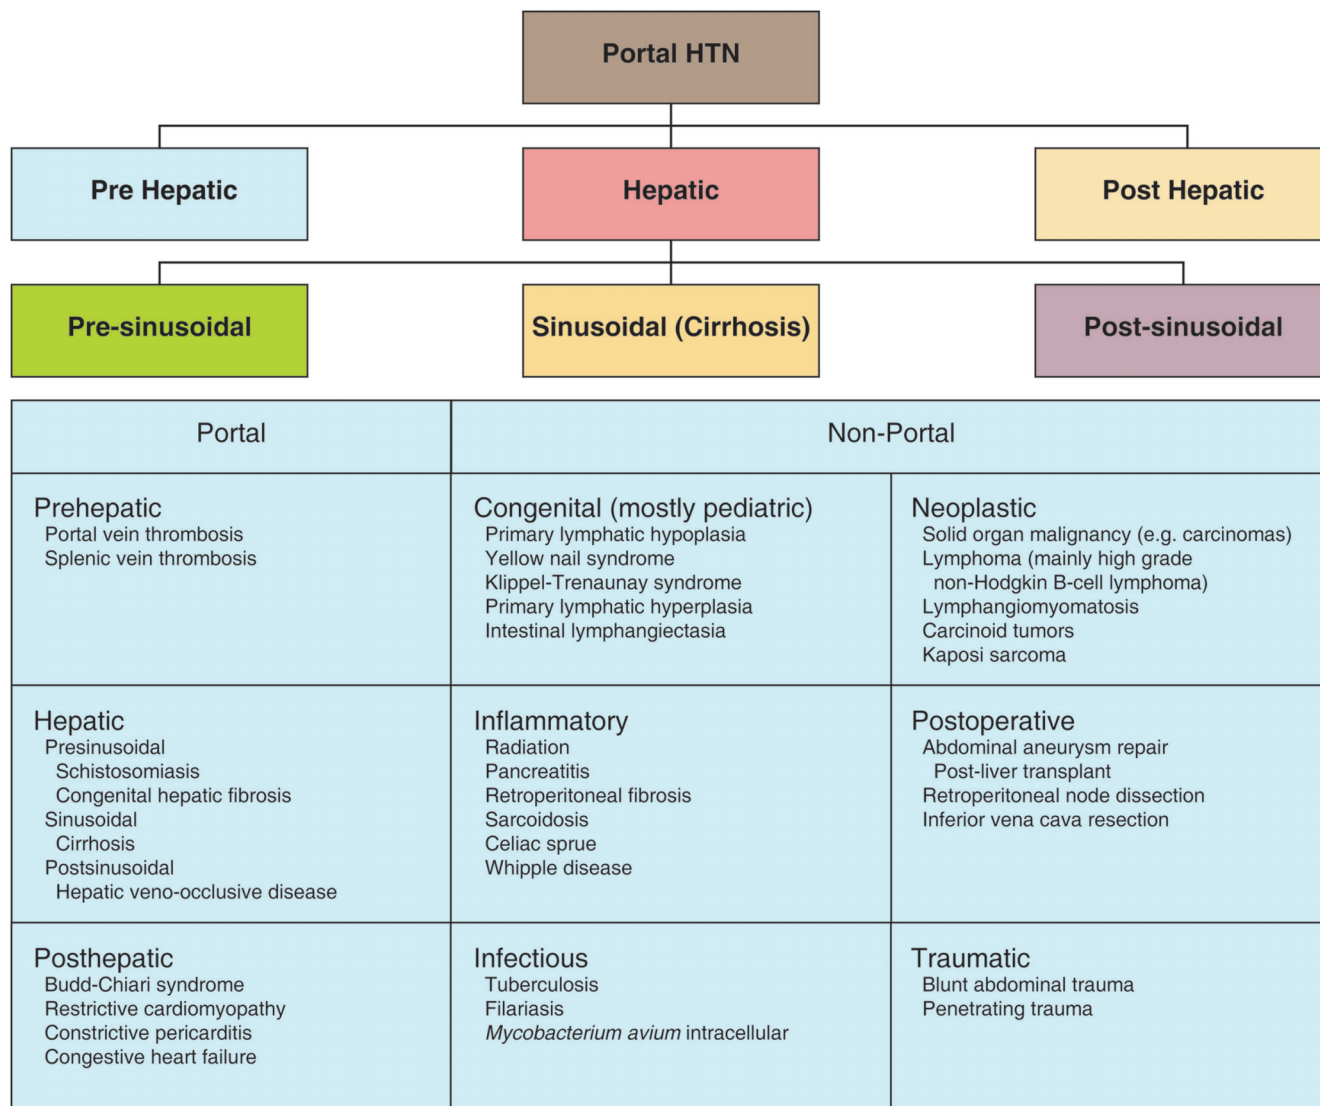 Portal HTN
Pre Hepatic
Hepatic
Post Hepatic
Pre-sinusoidal
Sinusoidal (Cirrhosis)
Post-sinusoidal
Portal
Non-Portal
Prehepatic
Portal vein thrombosis
Splenic vein thrombosis
Congenital (mostly pediatric)
Primary lymphatic hypoplasia
Yellow nail syndrome
Klippel-Trenaunay syndrome
Primary lymphatic hyperplasia
Intestinal lymphangiectasia
Neoplastic
Solid organ malignancy (e.g. carcinomas)
Lymphoma (mainly high grade
non-Hodgkin B-cell lymphoma)
Lymphangiomyomatosis
Carcinoid tumors
Kaposi sarcoma
Hepatic
Presinusoidal
Schistosomiasis
Congenital hepatic fibrosis
Sinusoidal
Cirrhosis
Postsinusoidal
Hepatic veno-occlusive disease
Inflammatory
Radiation
Pancreatitis
Retroperitoneal fibrosis
Sarcoidosis
Celiac sprue
Whipple disease
Postoperative
Abdominal aneurysm repair
Post-liver transplant
Retroperitoneal node dissection
Inferior vena cava resection
Posthepatic
Budd-Chiari syndrome
Restrictive cardiomyopathy
Constrictive pericarditis
Congestive heart failure
Infectious
Tuberculosis
Filariasis
Mycobacterium avium intracellular
Traumatic
Blunt abdominal trauma
Penetrating trauma